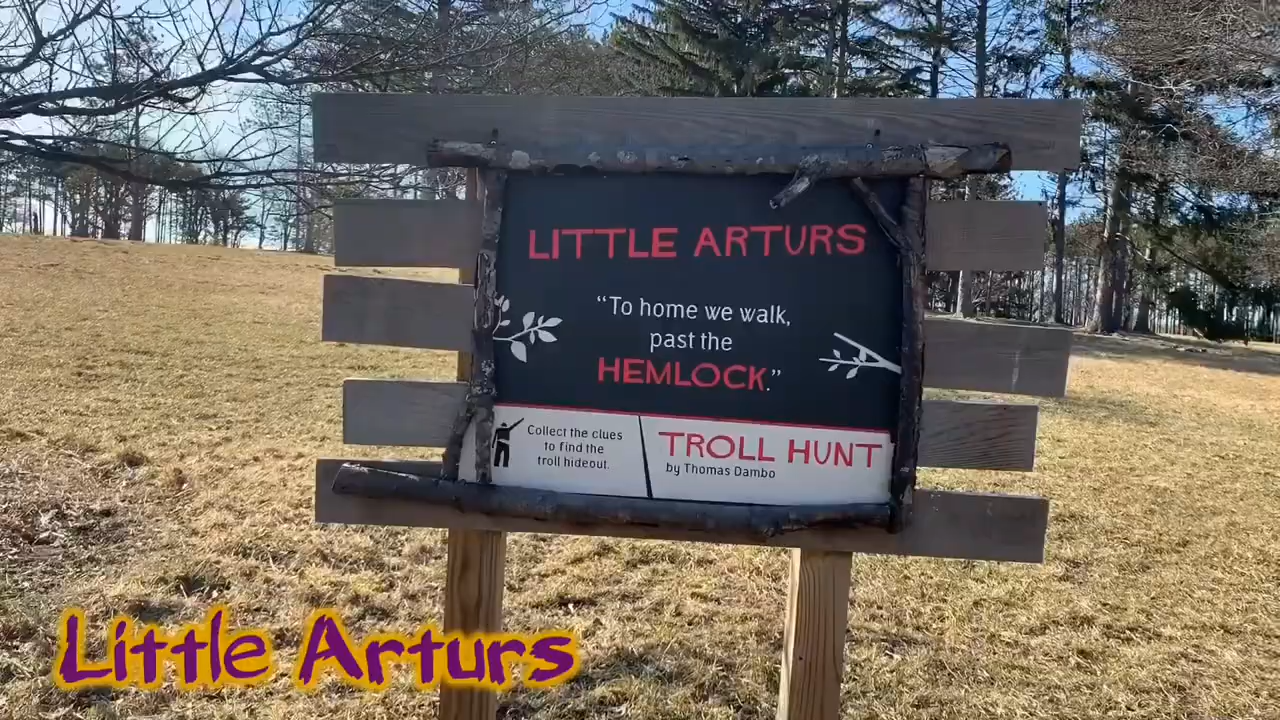 LITTLE ARTURS
“To home we walk,
past the
HEMLOCK.”
Collect the clues
to find the
troll hideout.
TROLL HUNT
by Thomas Dambo
Little Arturs